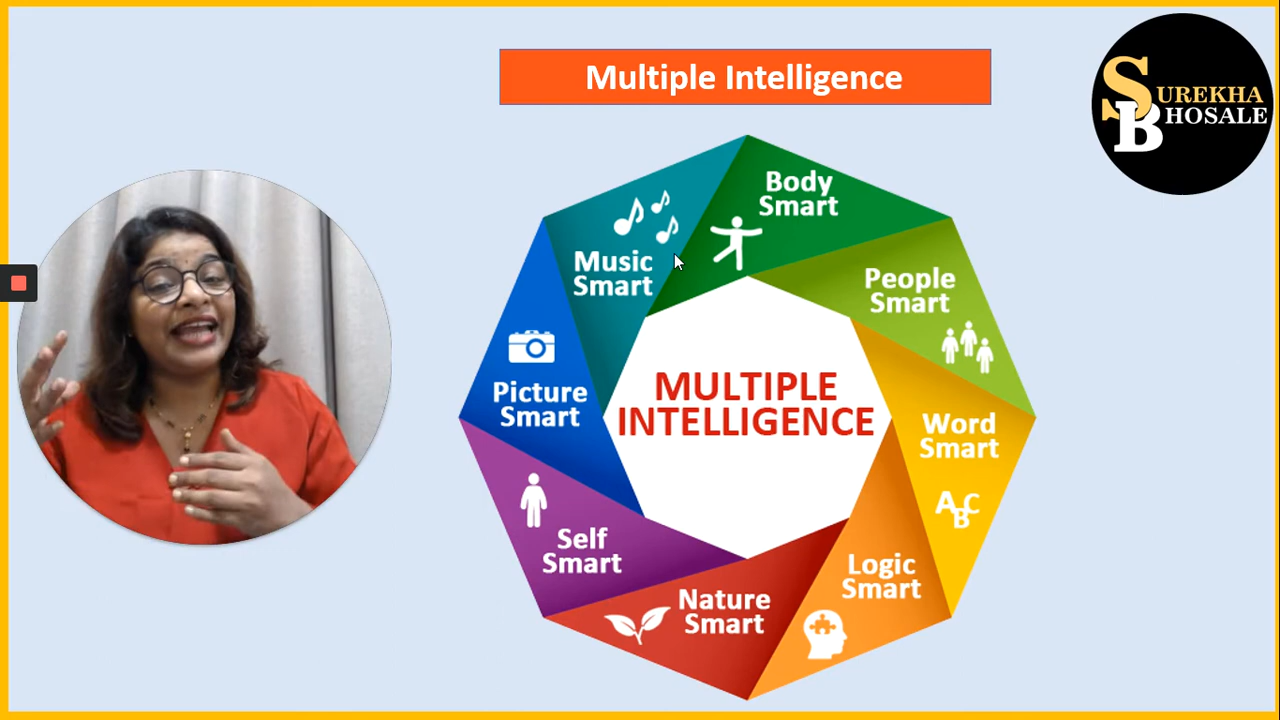 Multiple Intelligence
SUREKHA
BHOSALE
Body
Smart
People
Smart
Word
Smart
ABC
Logic
Smart
Nature
Smart
Self
Smart
Picture
Smart
Music
Smart
MULTIPLE
INTELLIGENCE